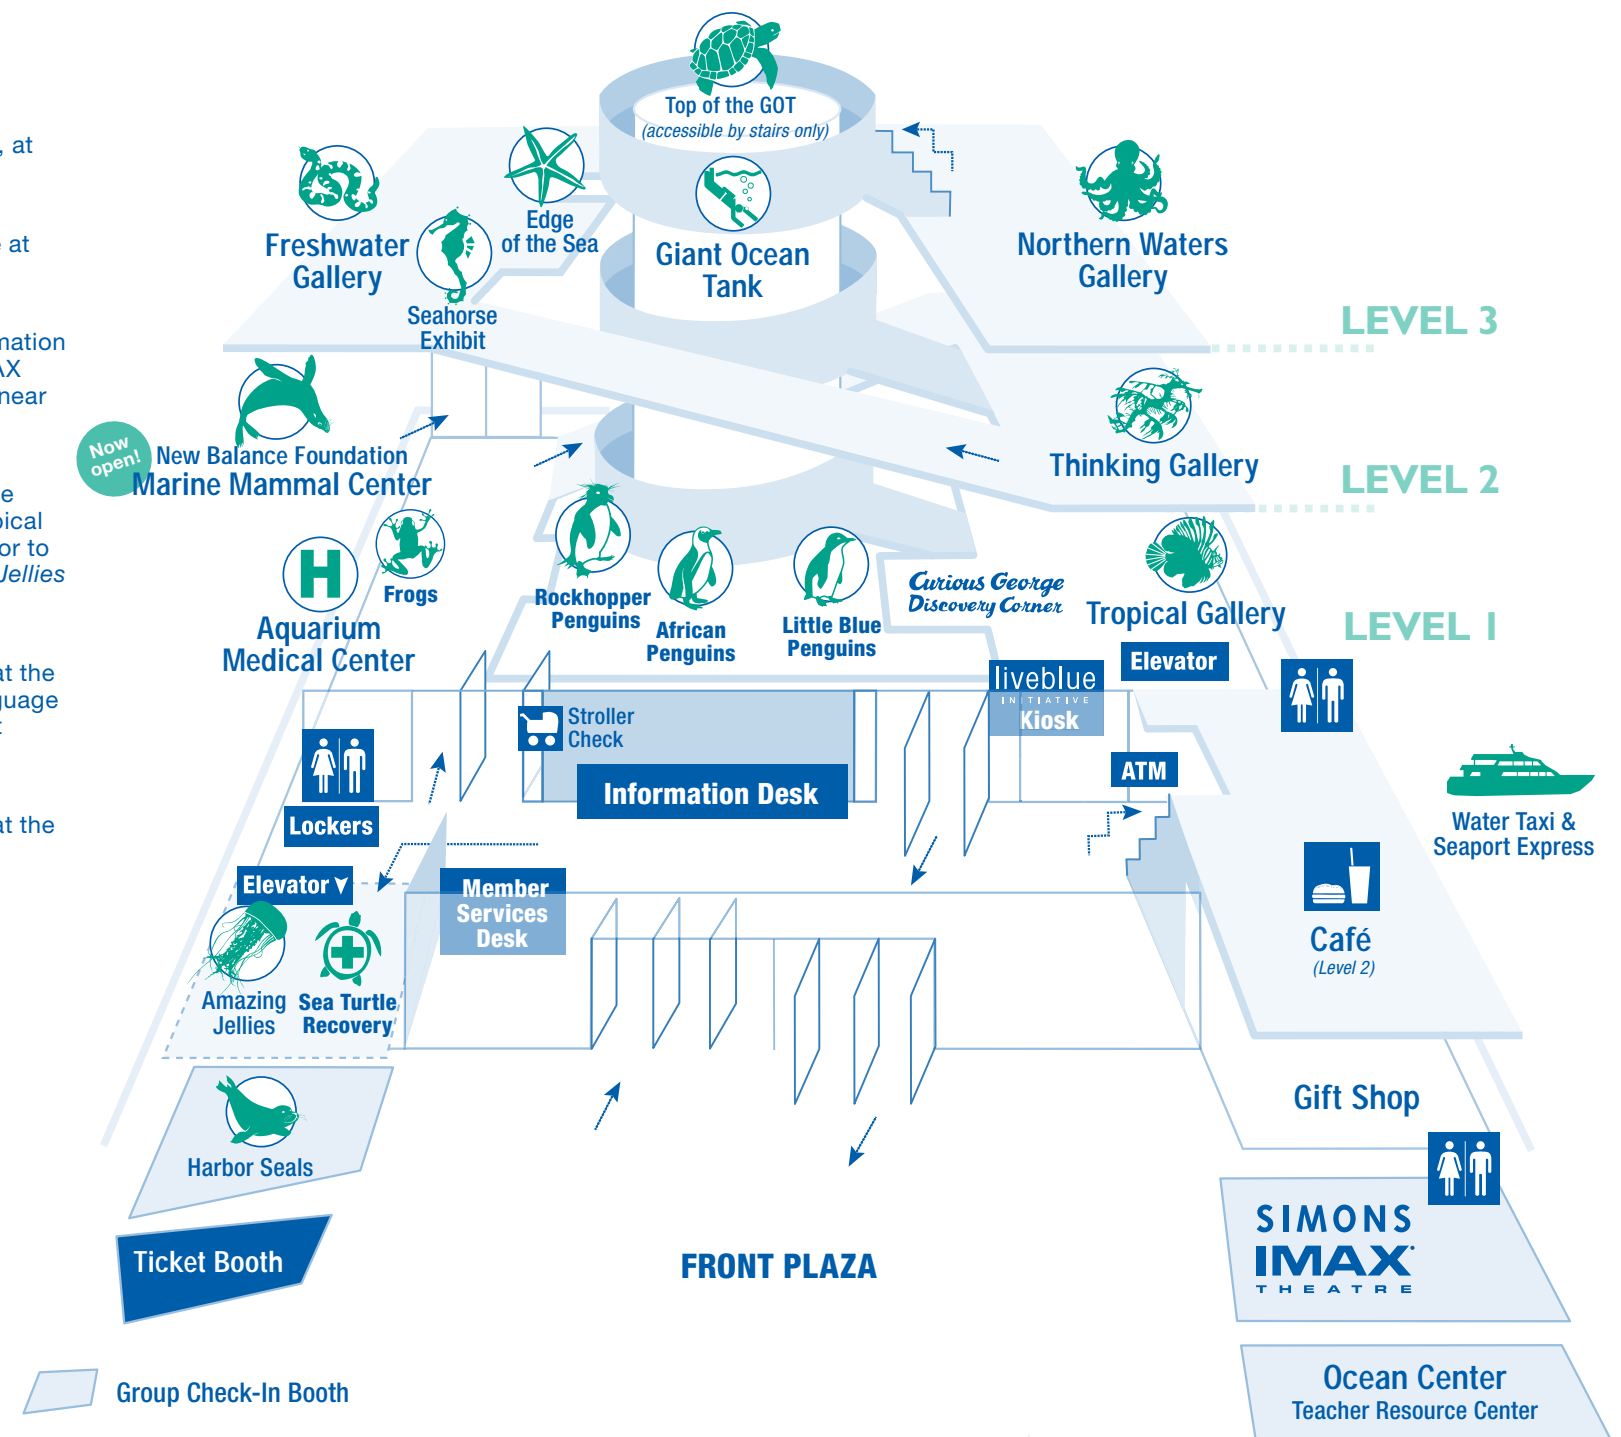 , at
at
mation
AX
near
e
pical
or to
Jellies
at the
guage
t
at the
Top of the GOT
(accessible by stairs only)
Freshwater
Gallery
Edge
of the Sea
Seahorse
Exhibit
Giant Ocean
Tank
Northern Waters
Gallery
LEVEL 3
Now
open!
New Balance Foundation
Marine Mammal Center
Thinking Gallery
LEVEL 2
H
Aquarium
Medical Center
Frogs
Rockhopper
Penguins
African
Penguins
Little Blue
Penguins
Curious George
Discovery Corner
Tropical Gallery
LEVEL 1
Elevator
liveblue
INITIATIVE
Kiosk
Stroller
Check
Information Desk
ATM
Lockers
Water Taxi &
Seaport Express
Elevator
Member
Services
Desk
Café
(Level 2)
Amazing
Jellies
Sea Turtle
Recovery
Harbor Seals
Gift Shop
Ticket Booth
FRONT PLAZA
SIMONS
IMAX
THEATRE
Group Check-In Booth
Ocean Center
Teacher Resource Center